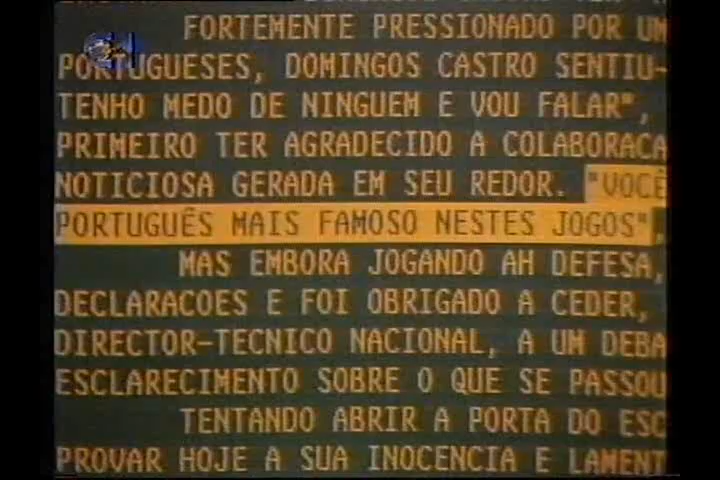 FORTEMENTE PRESSIONADO POR UM
PORTUGUESES, DOMINGOS CASTRO SENTIU-
TENHO MEDO DE NINGUEM E VOU FALAR",
PRIMEIRO TER AGRADECIDO A COLABORACA
NOTICIOSA GERADA EM SEU REDOR. "VOCÊ
PORTUGUÊS MAIS FAMOSO NESTES JOGOS",
MAS EMBORA JOGANDO AH DEFESA,
DECLARACOES E FOI OBRIGADO A CEDER,
DIRECTOR-TECNICO NACIONAL, A UM DEBA
ESCLARECIMENTO SOBRE O QUE SE PASSOU
TENTANDO ABRIR A PORTA DO ESC
PROVAR HOJE A SUA INOCENCIA E LAMENT